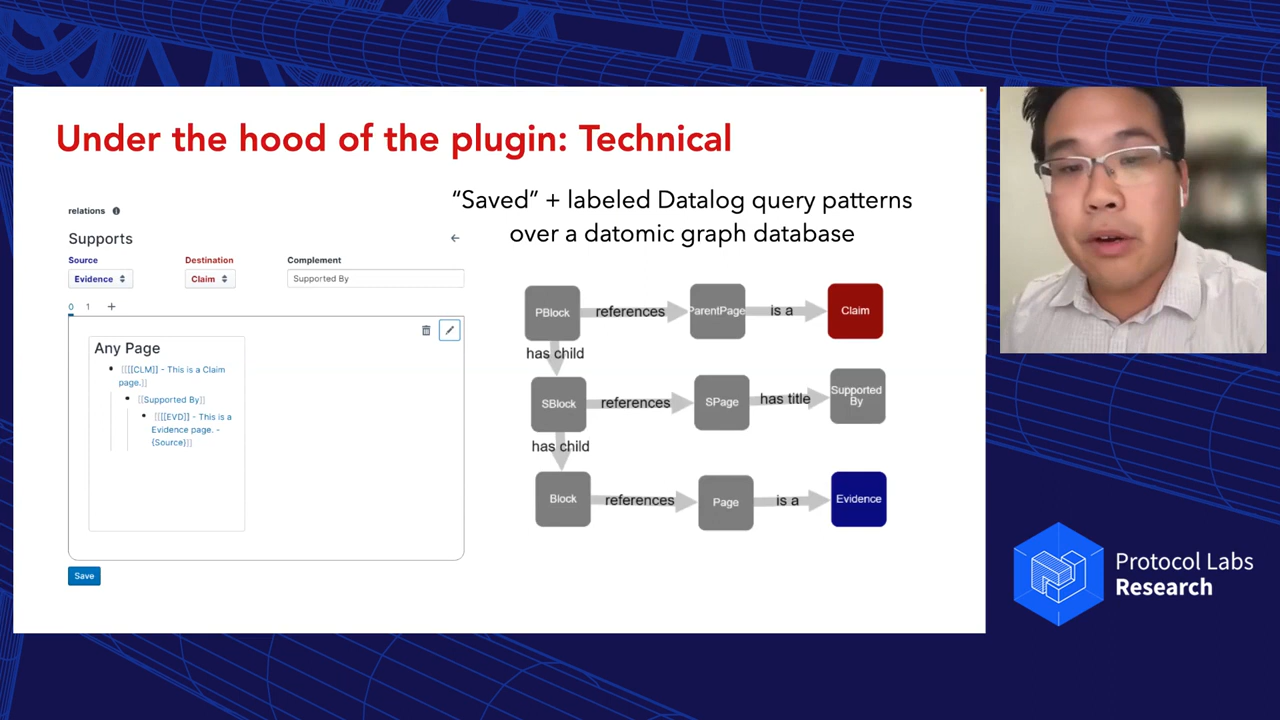 Under the hood of the plugin: Technical
“Saved” + labeled Datalog query patterns
over a datomic graph database
relations
Supports
Source
Destination
Complement
Evidence
Claim
Supported By
0 1 +
Any Page
[[[[CLM]] - This is a Claim
page.]]
[[Supported By]]
[[[[EVD]] - This is a
Evidence page. -
{Source}]]
Save
PBlock
references
ParentPage
is a
Claim
has child
SBlock
references
SPage
has title
Supported
By
has child
Block
references
Page
is a
Evidence
Protocol Labs
Research